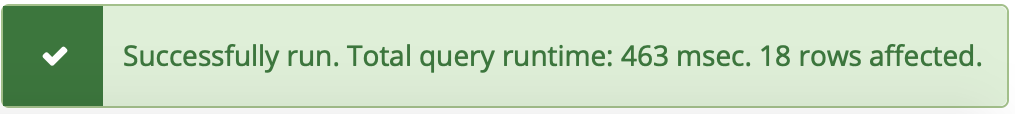 Successfully run. Total query runtime: 463 msec. 18 rows affected.